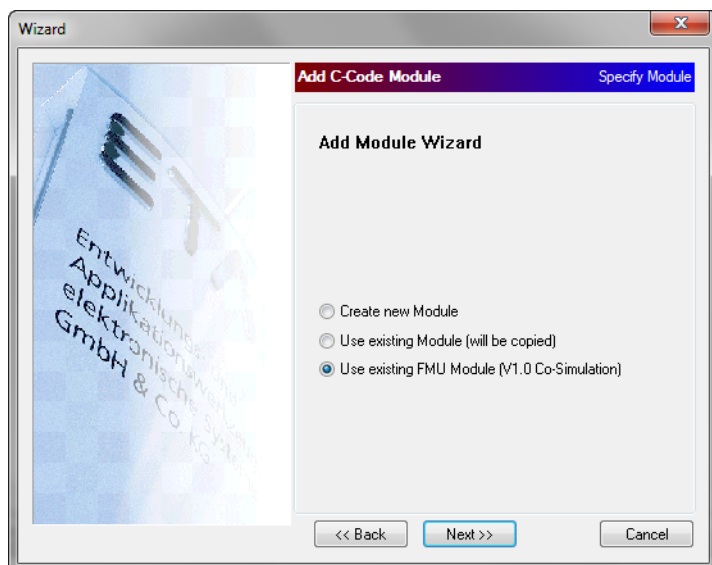 Wizard
Add C-Code Module Specify Module
Add Module Wizard
ET
Entwicklungs- und
Applikationswerkzeuge
elektronische Systeme
GmbH & Co. KG
Create new Module
Use existing Module (will be copied)
Use existing FMU Module (V1.0 Co-Simulation)
<< Back Next >> Cancel